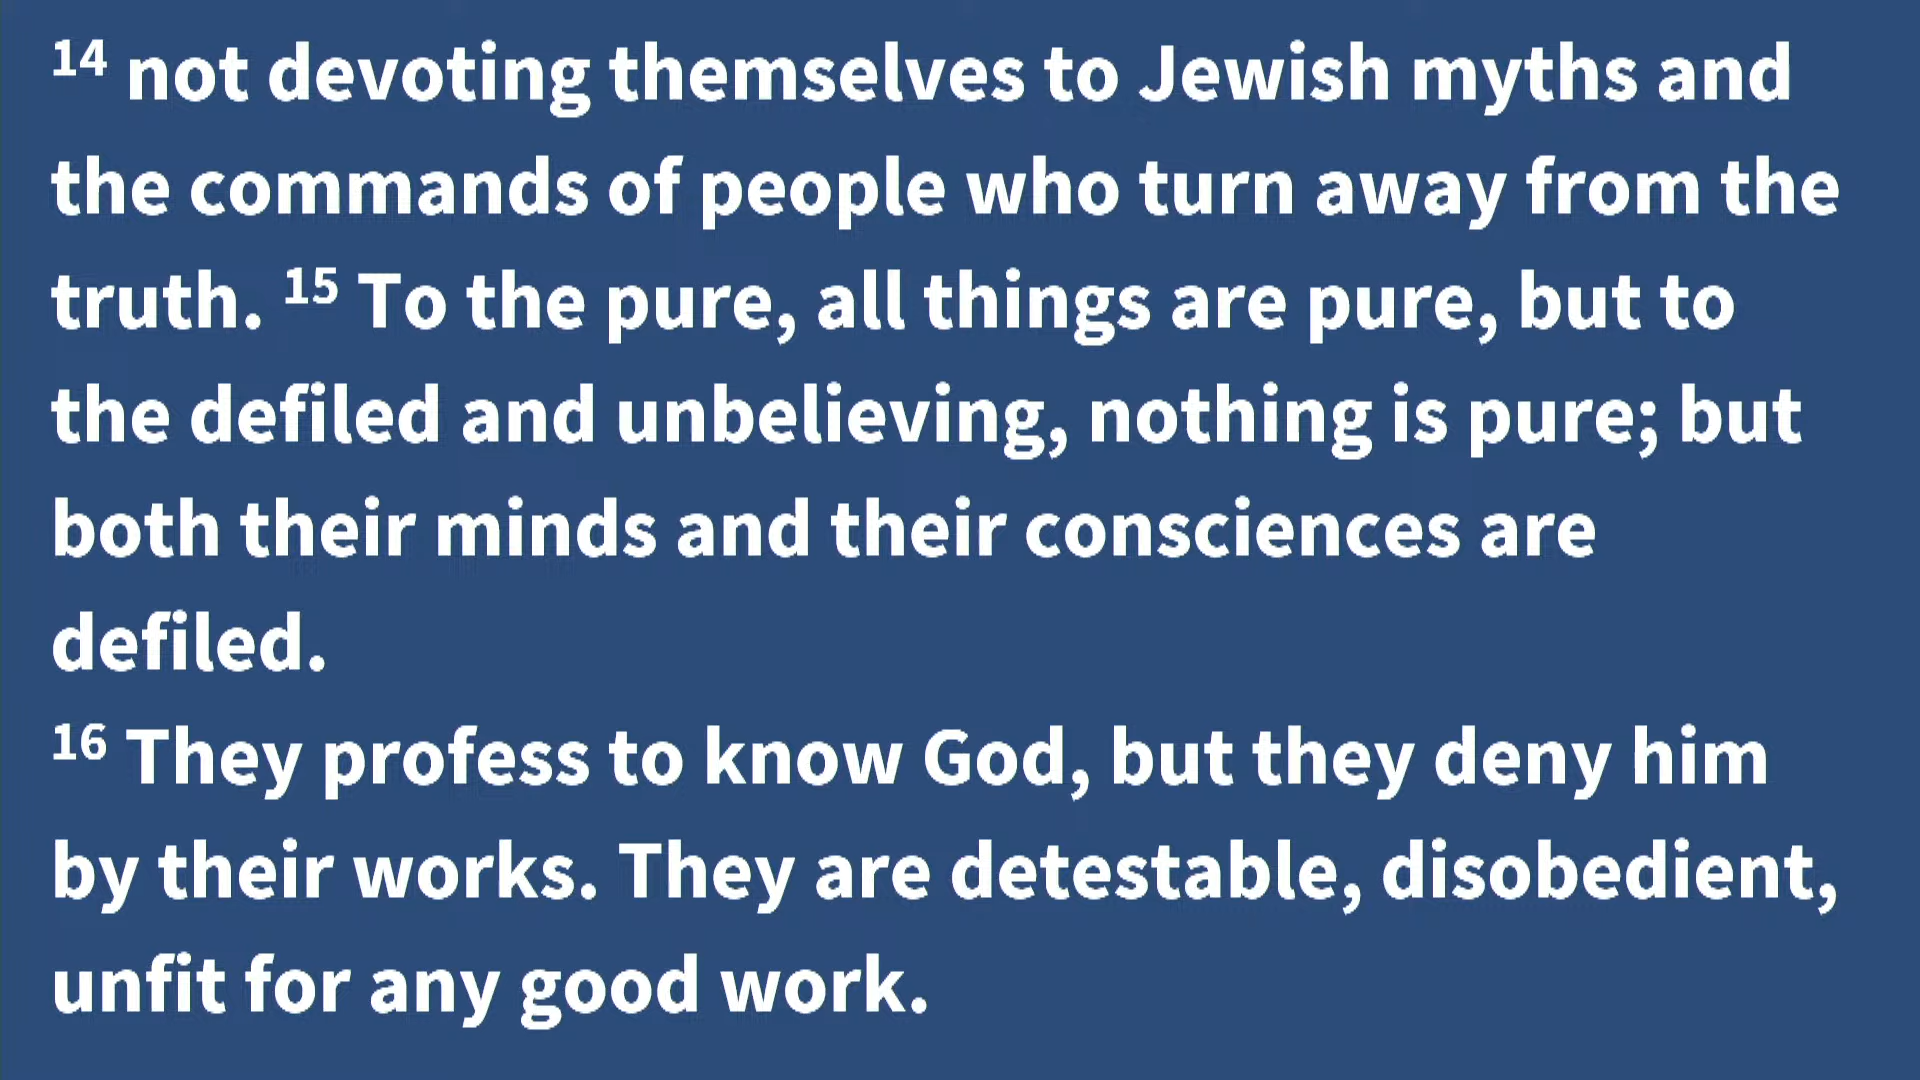 14 not devoting themselves to Jewish myths and
the commands of people who turn away from the
truth. 15 To the pure, all things are pure, but to
the defiled and unbelieving, nothing is pure; but
both their minds and their consciences are
defiled.
16 They profess to know God, but they deny him
by their works. They are detestable, disobedient,
unfit for any good work.